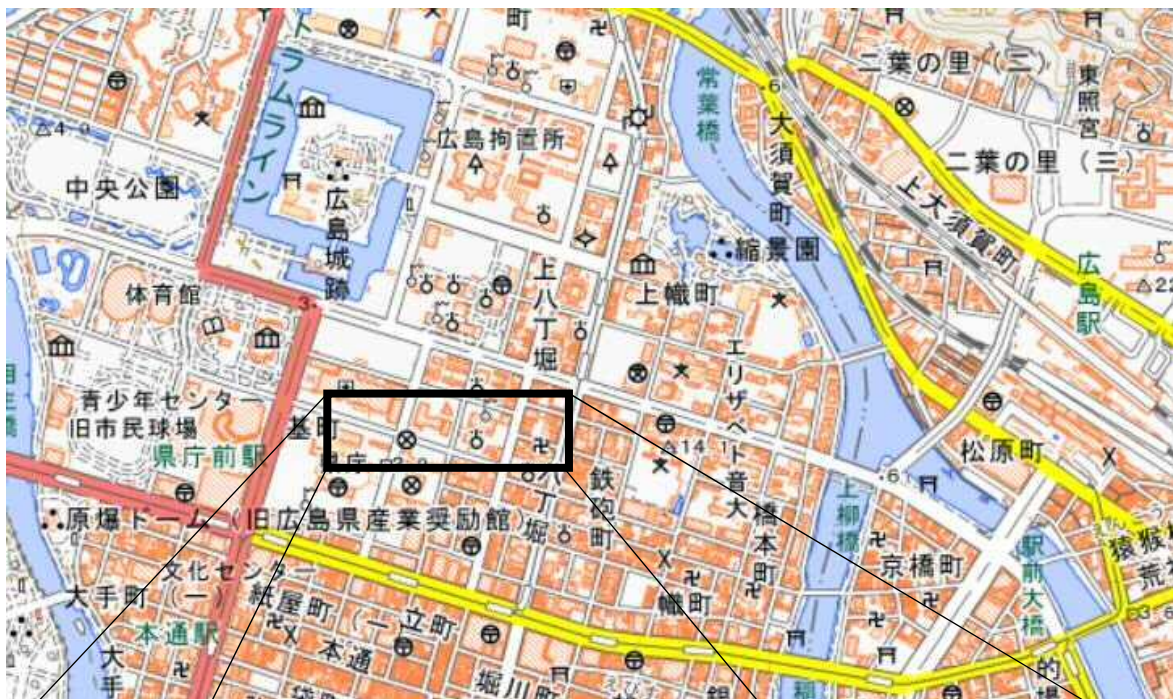 町
トラムライン
常葉橋
二葉の里(三)
東照宮
広島拘置所
大須賀町
二葉の里(三)
中央公園
広島城跡
上大須賀町
縮景園
上八丁堀
上幟町
広島駅
体育館
エリザベト音大
青少年センター
旧市民球場
基町
県庁前駅
松原町
八丁堀
鉄砲町
橋本町
上柳橋
原爆ドーム(旧広島県産業奨励館)
京橋町
駅前大橋
文化センター
大手町(一)
紙屋町(一)
立町
幟町
本通駅
本通
堀川町
大手
的